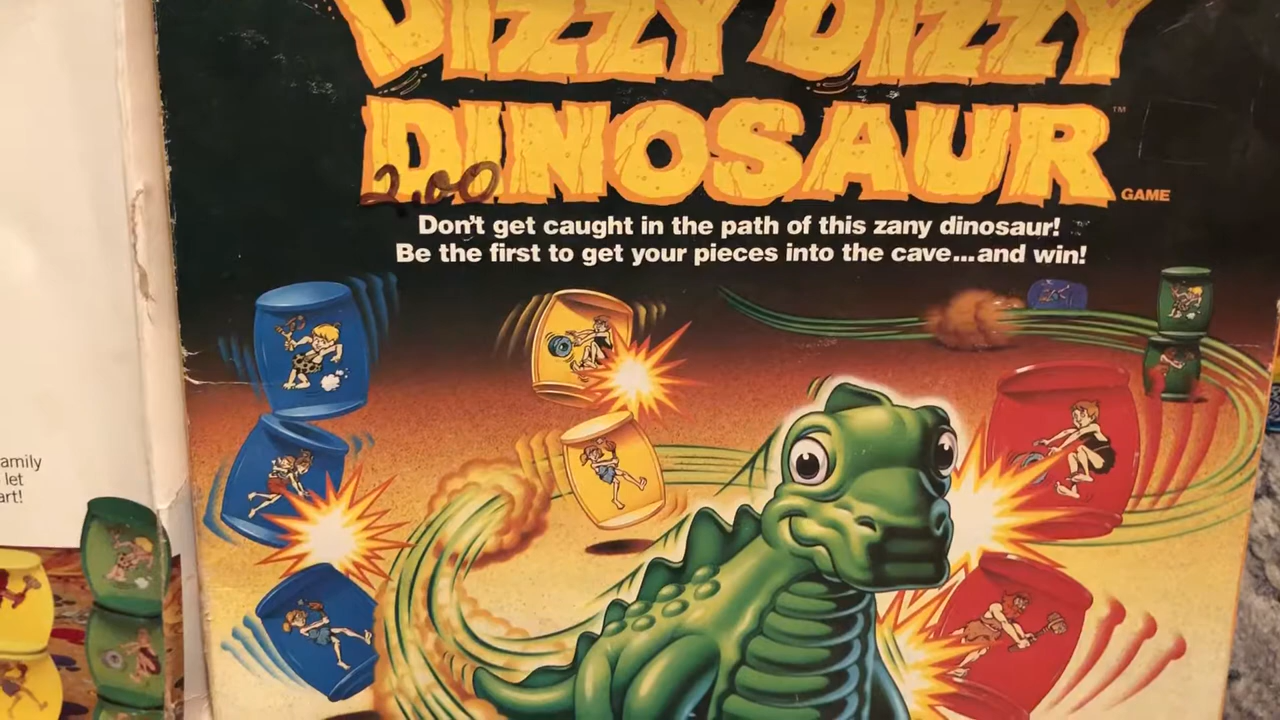 DIZZY DIZZY
DINOSAUR™
2.00
GAME
Don't get caught in the path of this zany dinosaur!
Be the first to get your pieces into the cave...and win!
amily
let
art!